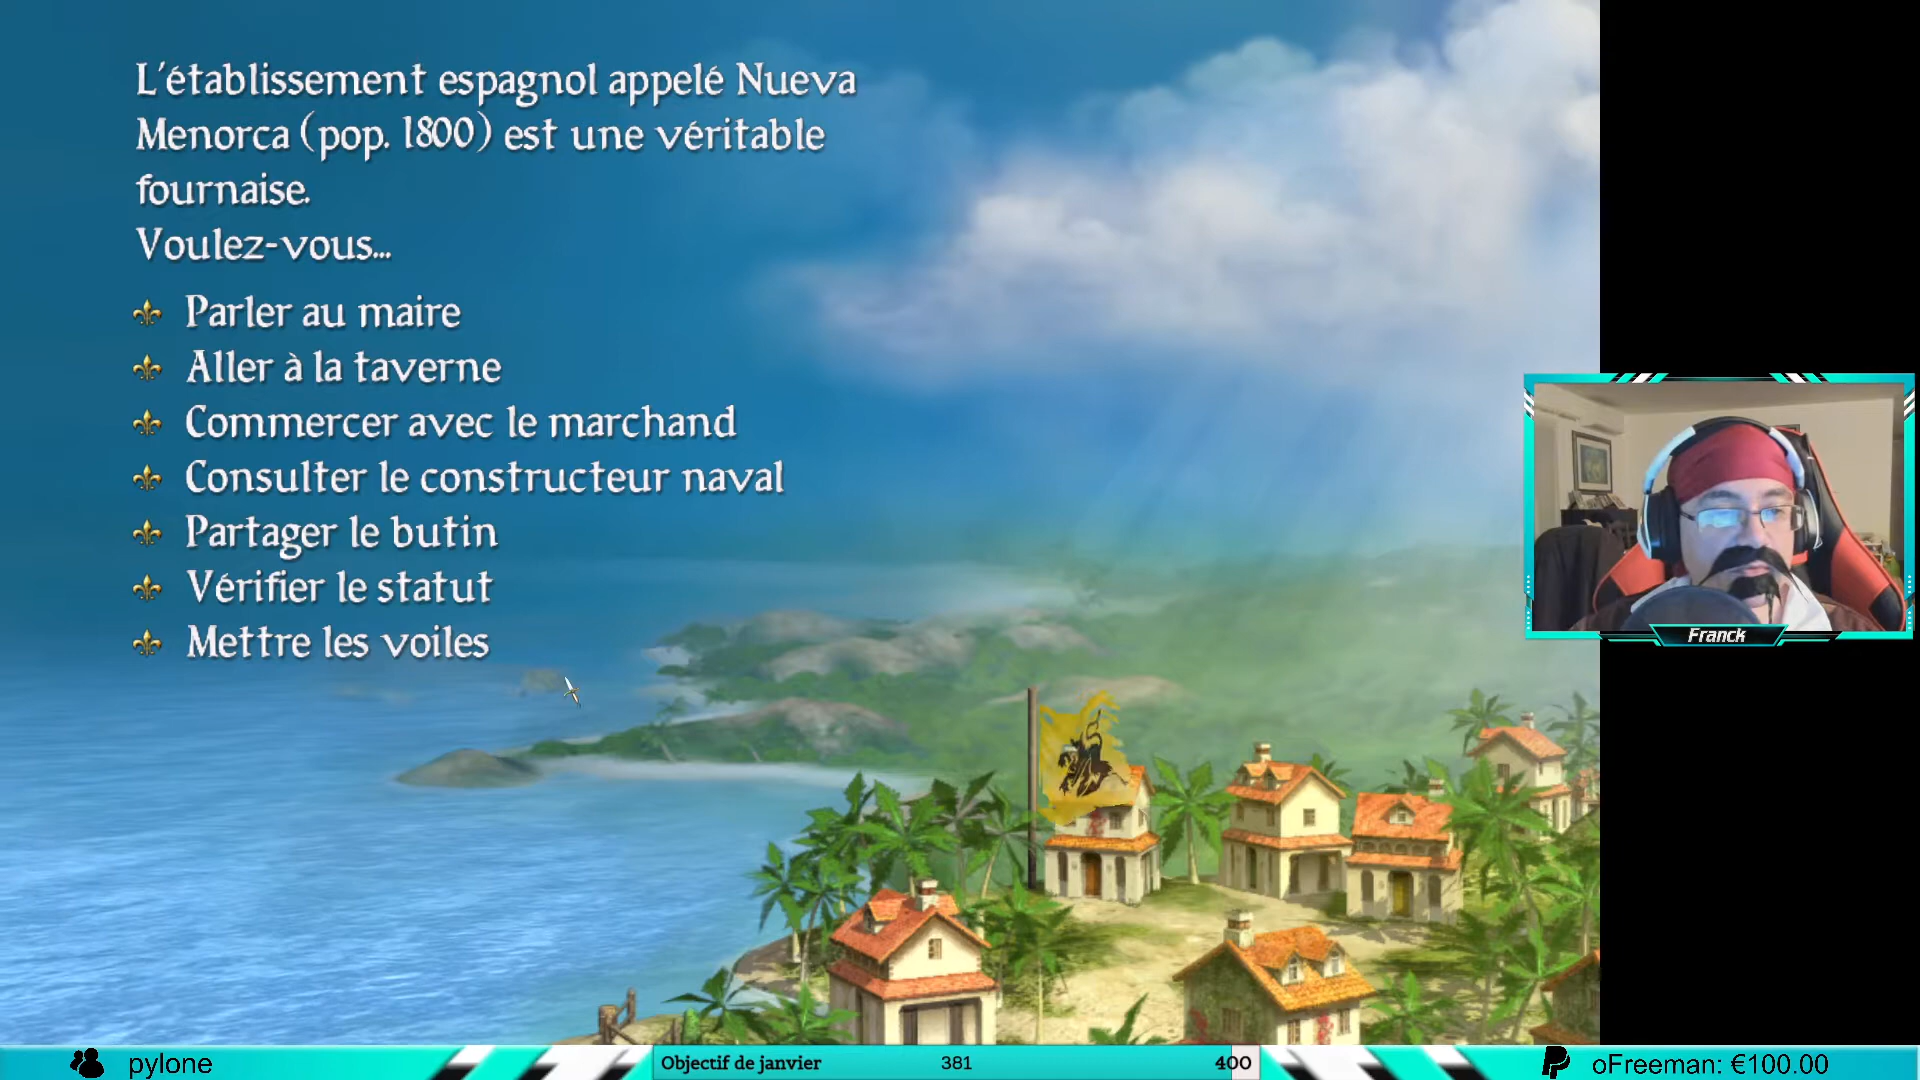 L'établissement espagnol appelé Nueva
Menorca (pop. 1800) est une véritable
fournaise.
Voulez-vous...
Parler au maire
Aller à la taverne
Commercer avec le marchand
Consulter le constructeur naval
Partager le butin
Vérifier le statut
Mettre les voiles
Franck
pylone
Objectif de janvier 381 400
oFreeman: €100.00